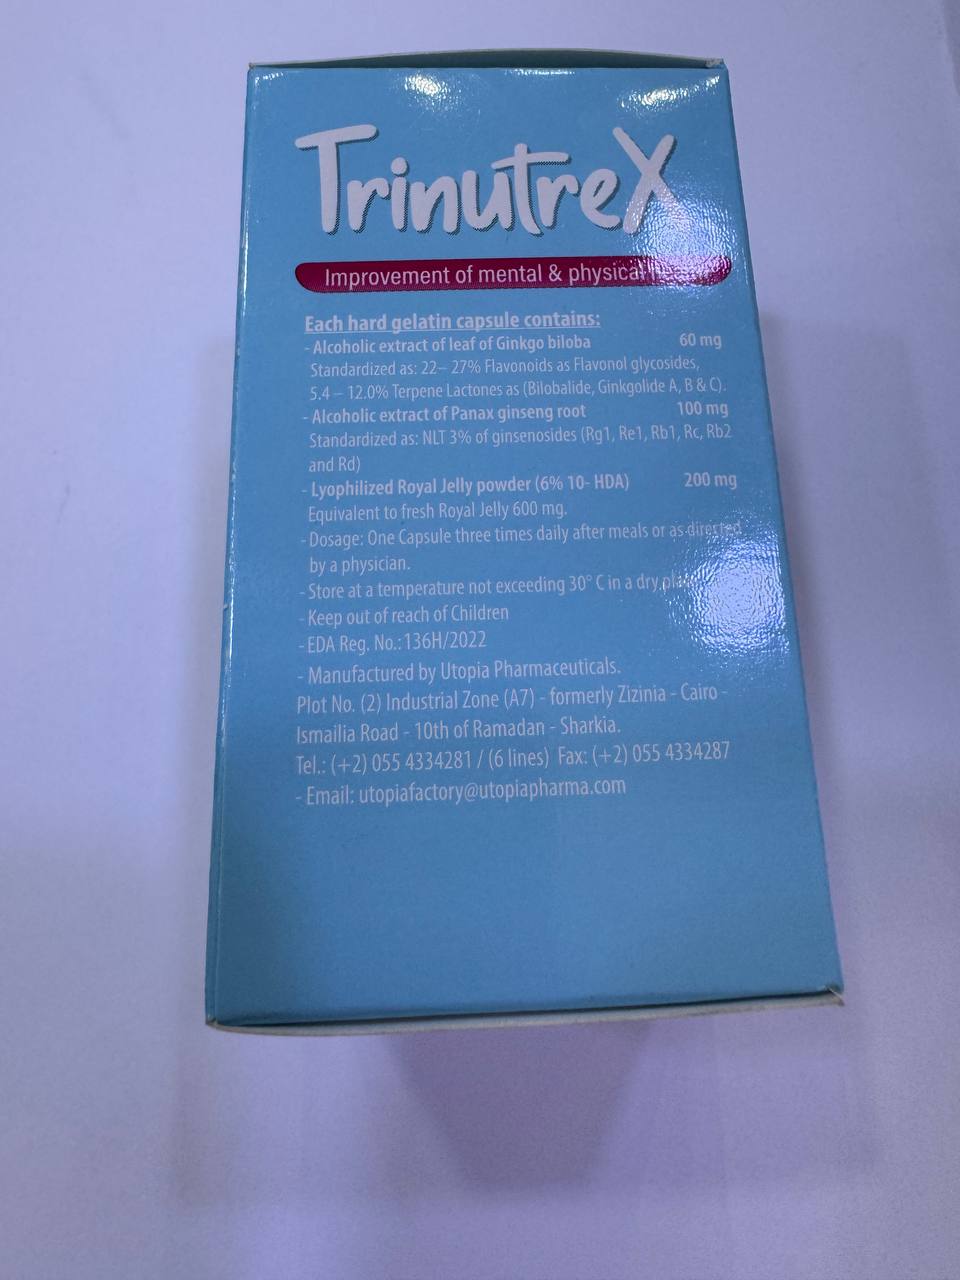 TrinutreX
Improvement of mental & physical
Each hard gelatin capsule contains:
- Alcoholic extract of leaf of Ginkgo biloba 60 mg
Standardized as: 22– 27% Flavonoids as Flavonol glycosides,
5.4 – 12.0% Terpene Lactones as (Bilobalide, Ginkgolide A, B & C).
- Alcoholic extract of Panax ginseng root 100 mg
Standardized as: NLT 3% of ginsenosides (Rg1, Re1, Rb1, Rc, Rb2
and Rd)
- Lyophilized Royal Jelly powder (6% 10- HDA) 200 mg
Equivalent to fresh Royal Jelly 600 mg.
- Dosage: One Capsule three times daily after meals or as directed
by a physician.
- Store at a temperature not exceeding 30° C in a dry
- Keep out of reach of Children
- EDA Reg. No.: 136H/2022
- Manufactured by Utopia Pharmaceuticals.
Plot No. (2) Industrial Zone (A7) - formerly Zizinia - Cairo -
Ismailia Road - 10th of Ramadan - Sharkia.
Tel.: (+2) 055 4334281 / (6 lines) Fax: (+2) 055 4334287
- Email: utopiafactory@utopiapharma.com